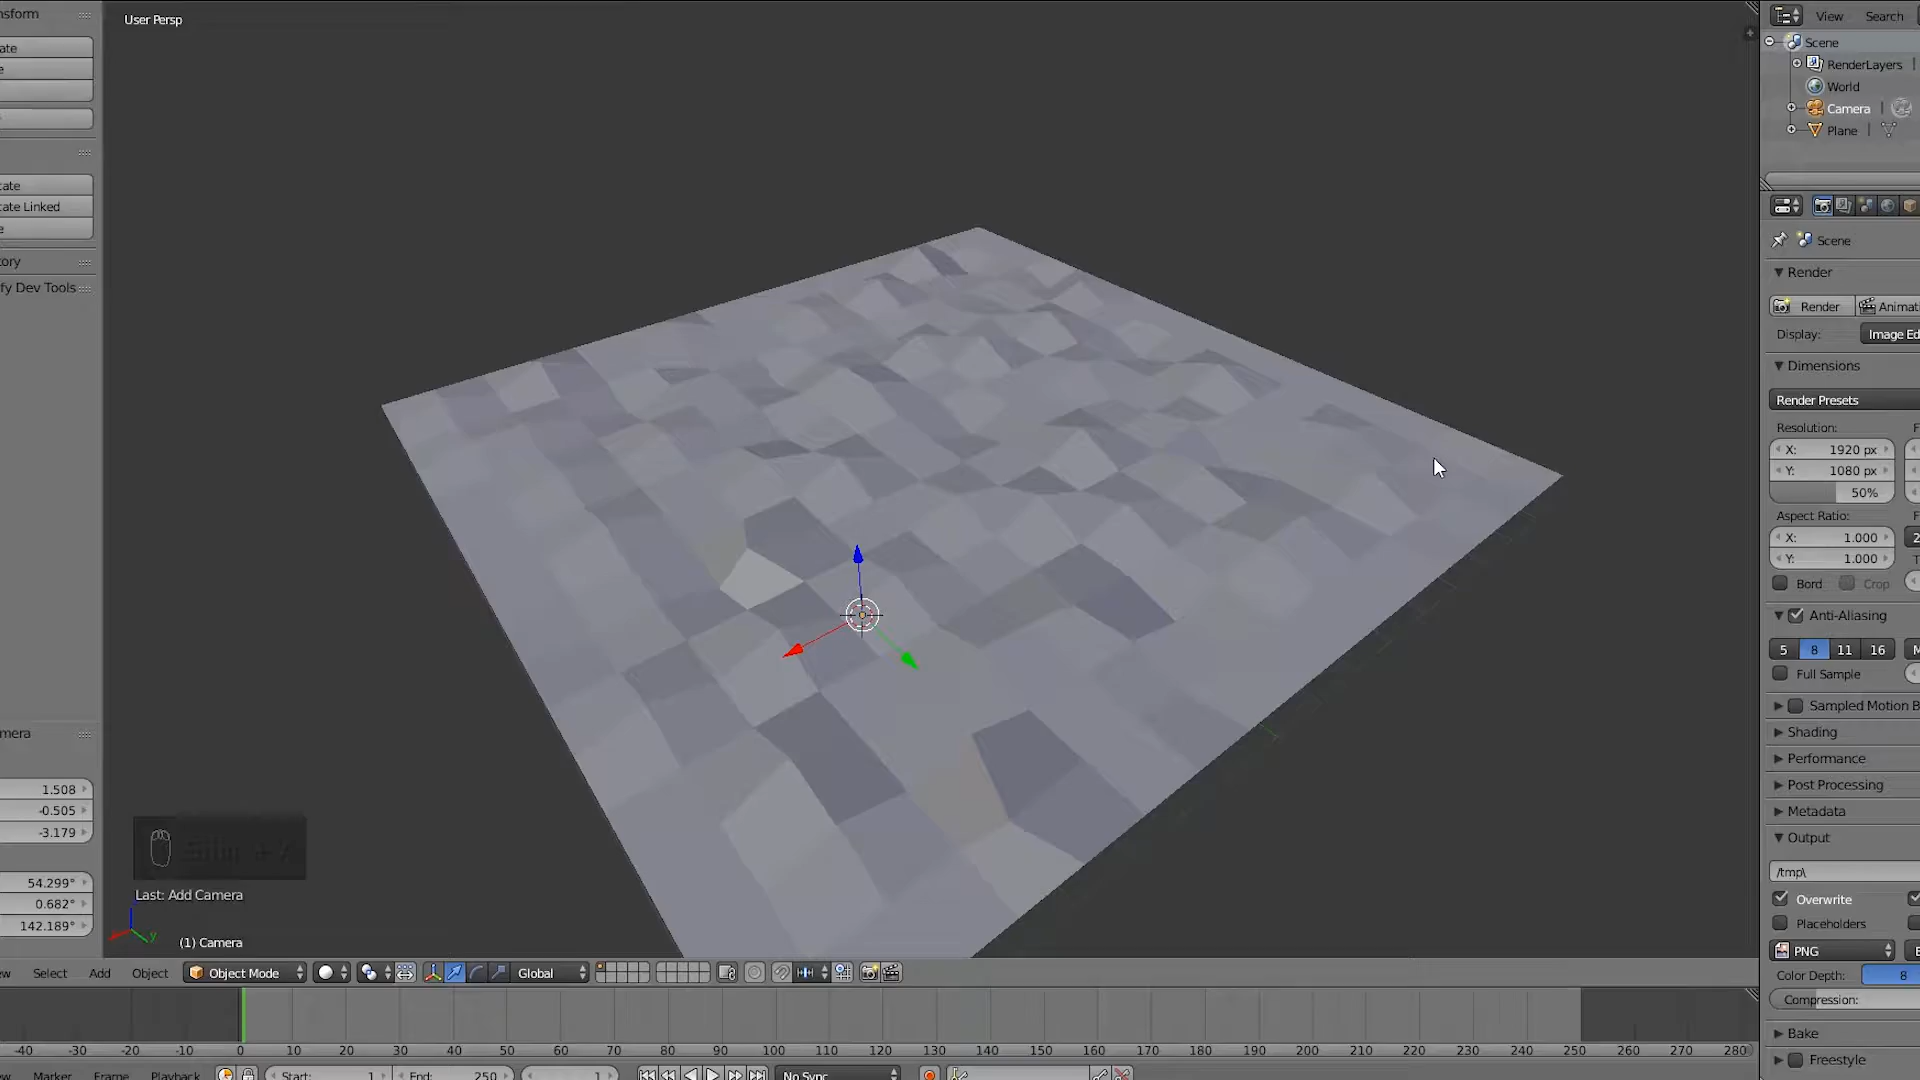 User Persp
nsform
ate
e
cate
cate Linked
e
ory
fy Dev Tools
mera
1.508
-0.505
-3.179
54.299°
0.682°
142.189°
Last: Add Camera
(1) Camera
y
ew Select Add Object Object Mode Global
-40 -30 -20 -10 0 10 20 30 40 50 60 70 80 90 100 110 120 130 140 150 160 170 180 190 200 210 220 230 240 250 260 270 280
ew Marker Frame Playback Start: 1 End: 250 1 No Sync
View Search
Scene
RenderLayers
World
Camera
Plane
Scene
Render
Render Animat
Display: Image Ed
Dimensions
Render Presets
Resolution: F
X: 1920 px
Y: 1080 px
50%
Aspect Ratio: F
X: 1.000 2
Y: 1.000 T
Bord Crop
Anti-Aliasing
5 8 11 16 M
Full Sample
Sampled Motion B
Shading
Performance
Post Processing
Metadata
Output
/tmp\
Overwrite
Placeholders
PNG B
Color Depth: 8
Compression:
Bake
Freestyle